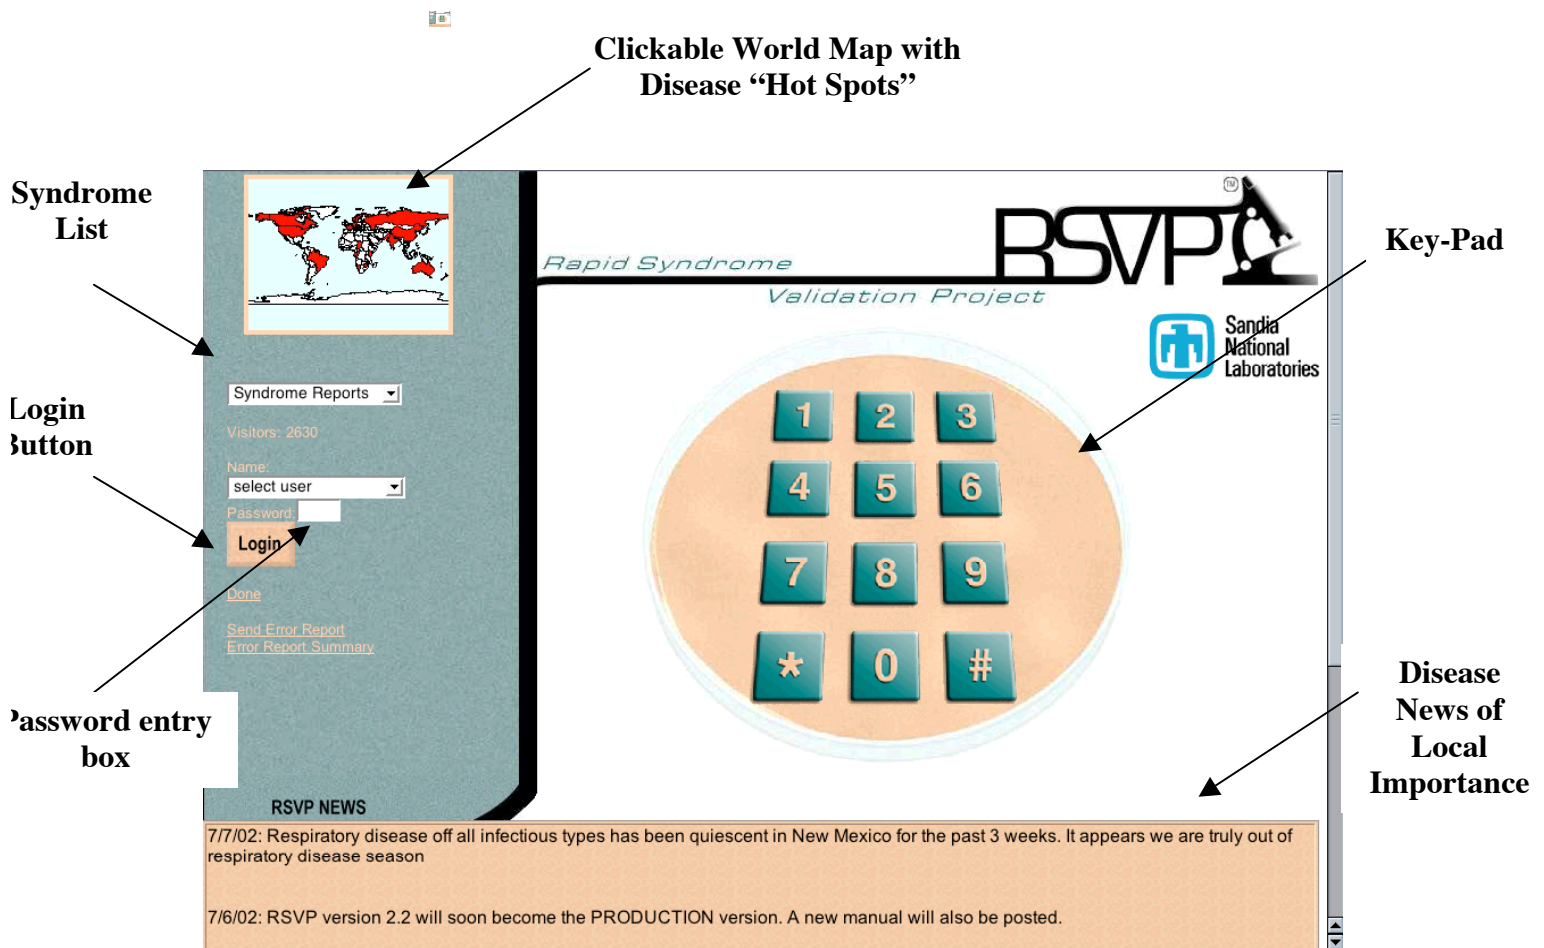 Clickable World Map with
Disease “Hot Spots”
Syndrome
List
Key-Pad
TM
RSVP
Rapid Syndrome
Validation Project
Sandia
National
Laboratories
Syndrome Reports
Login
Button
Visitors: 2630
Name:
select user
Password:
Login
Done
Send Error Report
Error Report Summary
1 2 3
4 5 6
7 8 9
* 0 #
Password entry
box
Disease
News of
Local
Importance
RSVP NEWS
7/7/02: Respiratory disease off all infectious types has been quiescent in New Mexico for the past 3 weeks. It appears we are truly out of
respiratory disease season
7/6/02: RSVP version 2.2 will soon become the PRODUCTION version. A new manual will also be posted.